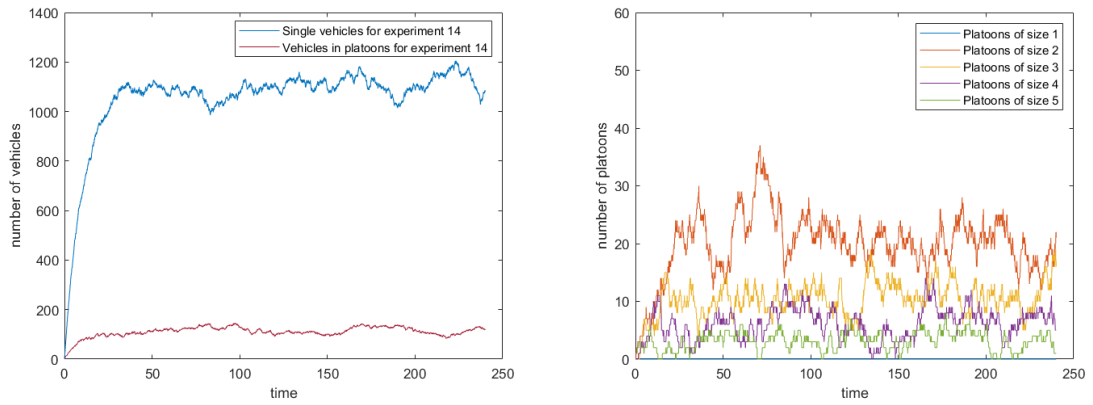 1400
1200
1000
800
600
400
200
0
number of vehicles
0 50 100 150 200 250
time
Single vehicles for experiment 14
Vehicles in platoons for experiment 14
60
50
40
30
20
10
0
number of platoons
0 50 100 150 200 250
time
Platoons of size 1
Platoons of size 2
Platoons of size 3
Platoons of size 4
Platoons of size 5